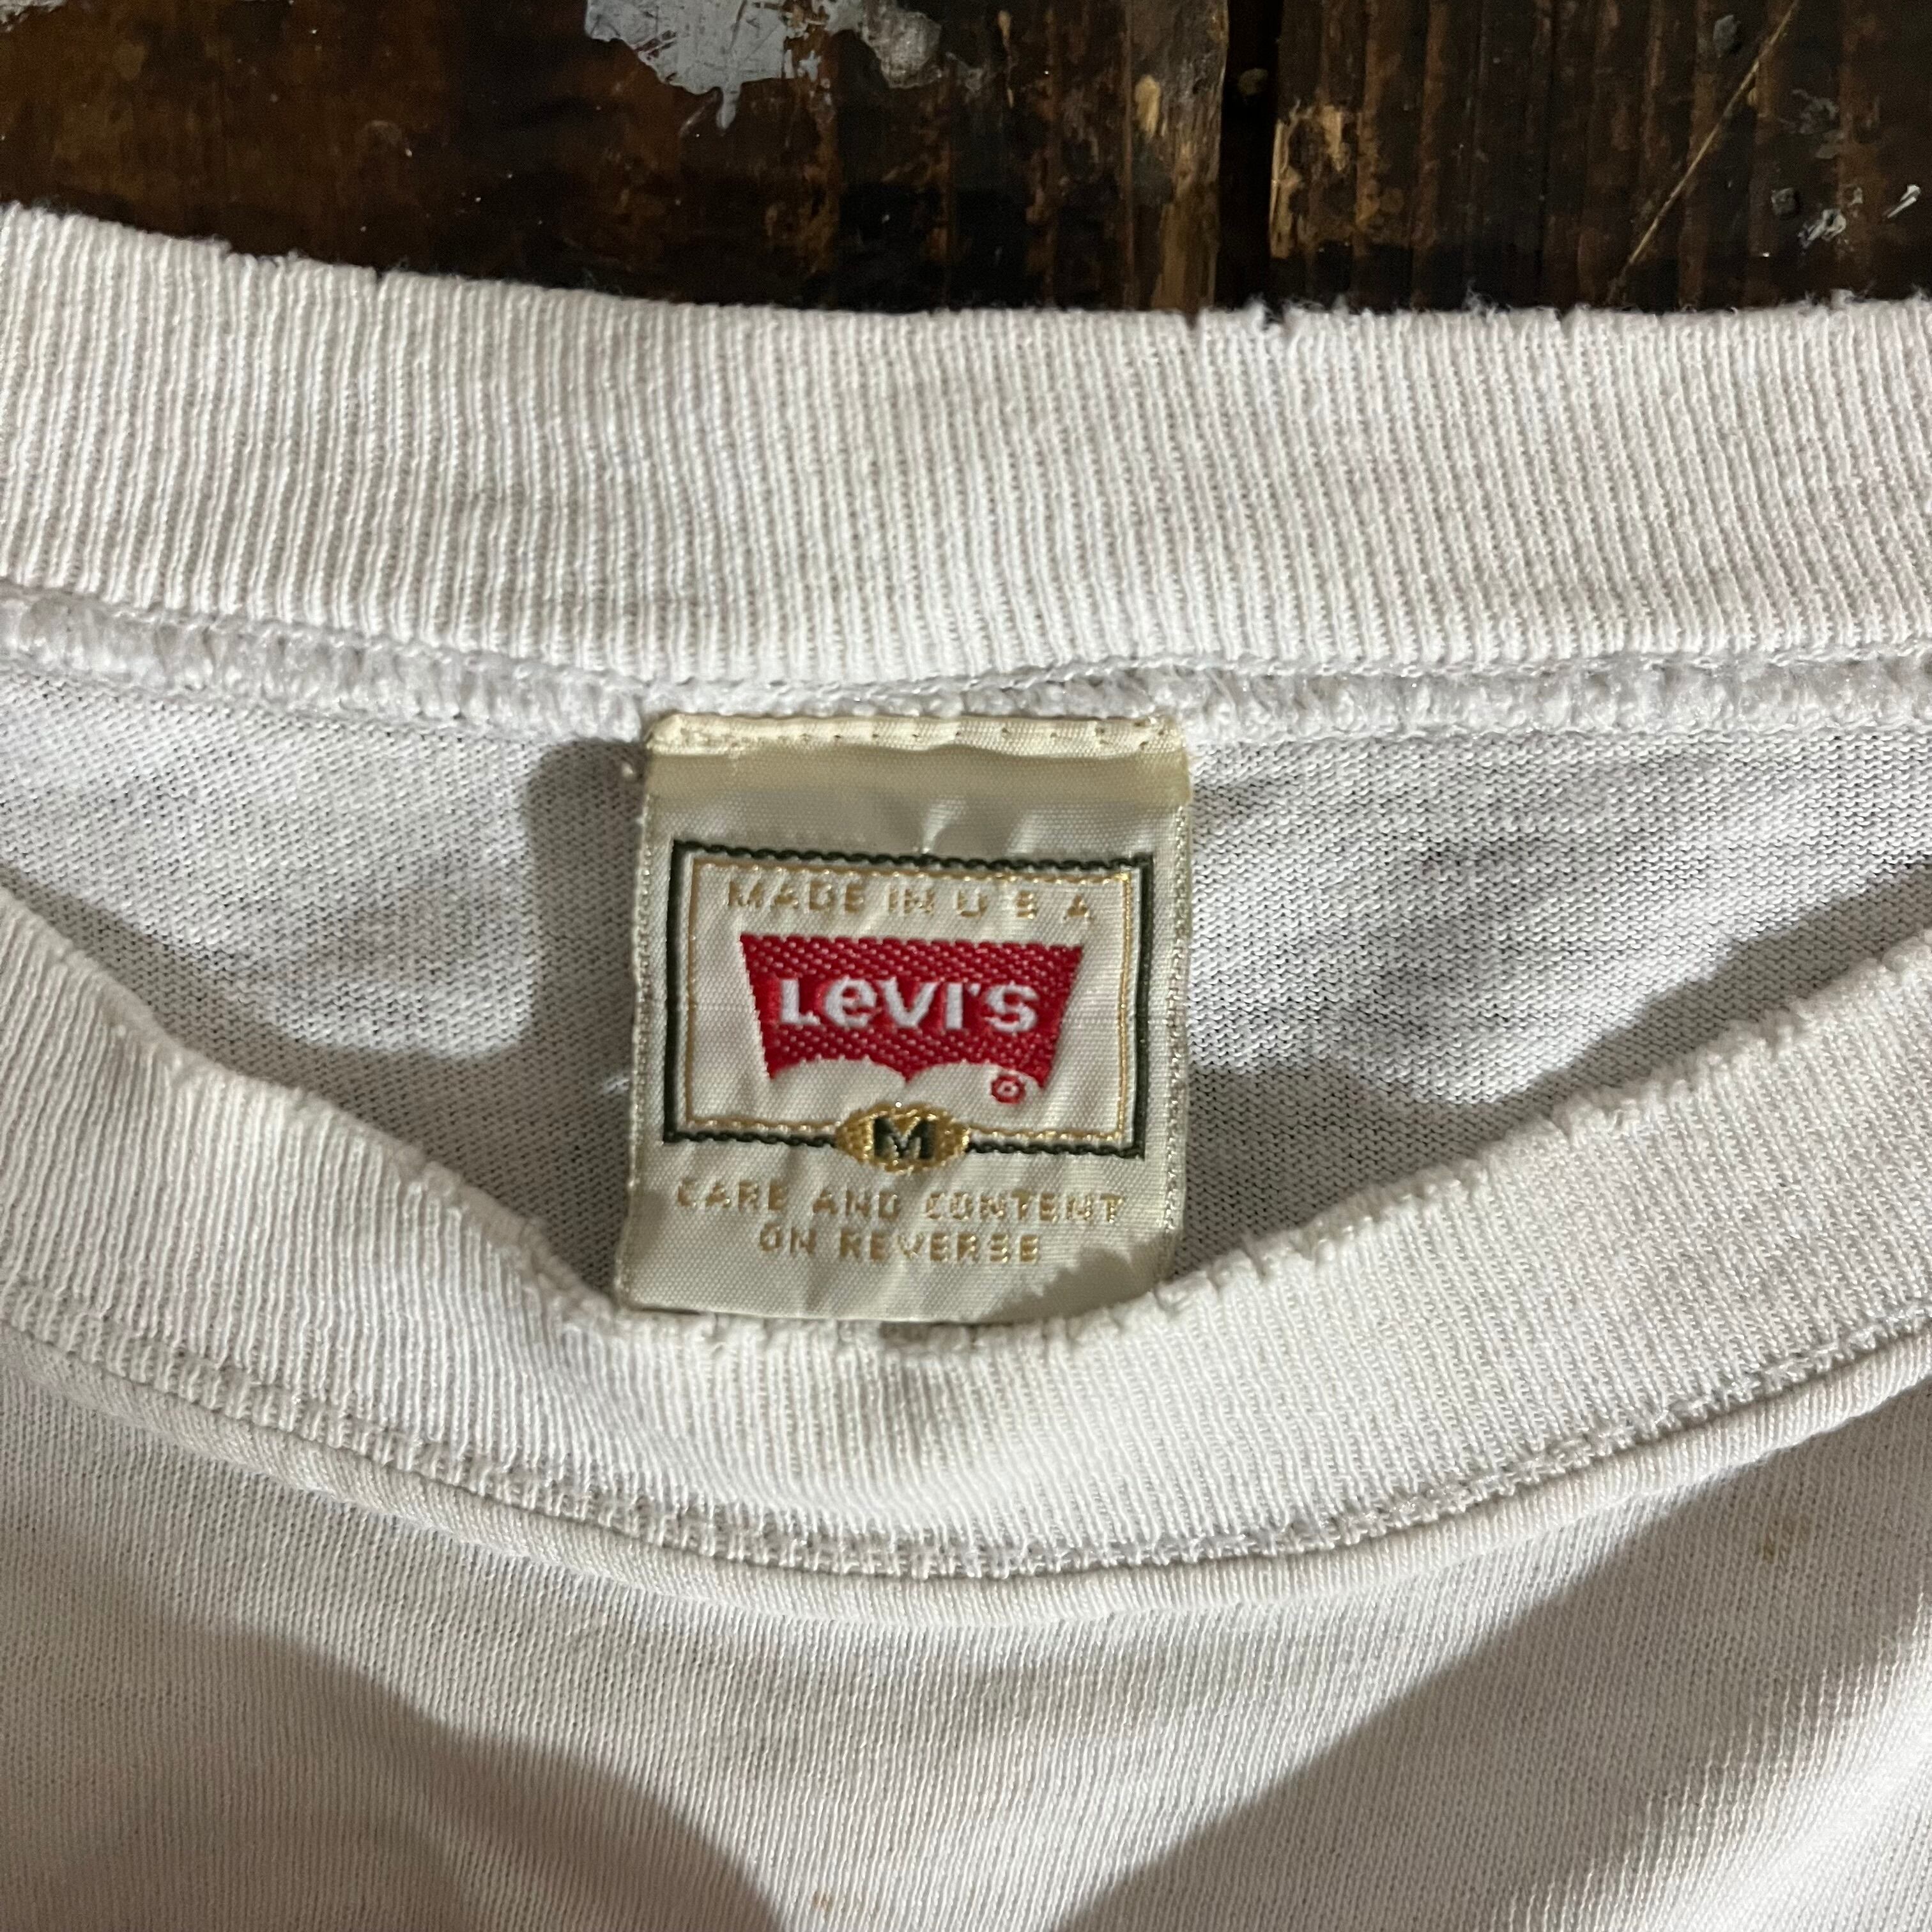 MADE IN U S A
Levi's
®
M
CARE AND CONTENT
ON REVERSE